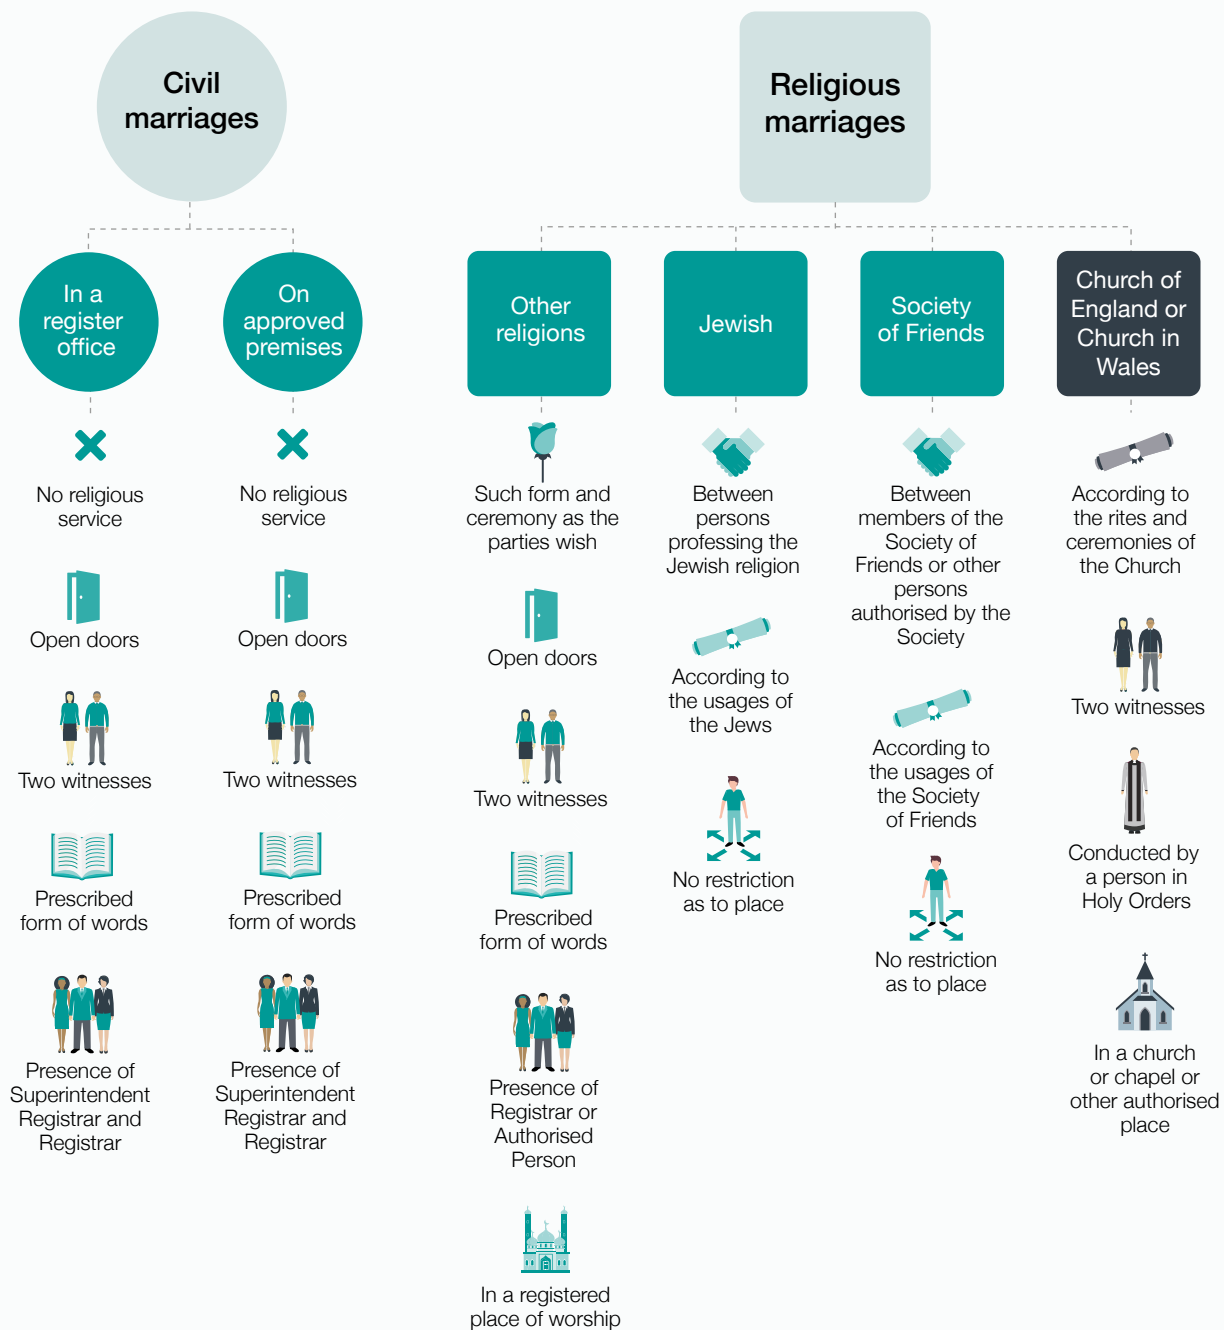 Civil
marriages
In a
register
office
No religious
service
Open doors
Two witnesses
Prescribed
form of words
Presence of
Superintendent
Registrar and
Registrar
On
approved
premises
No religious
service
Open doors
Two witnesses
Prescribed
form of words
Presence of
Superintendent
Registrar and
Registrar
Religious
marriages
Other
religions
Such form and
ceremony as the
parties wish
Open doors
Two witnesses
Prescribed
form of words
Presence of
Registrar or
Authorised
Person
In a registered
place of worship
Jewish
Between
persons
professing the
Jewish religion
According to
the usages of
the Jews
No restriction
as to place
Society
of Friends
Between
members of the
Society of
Friends or other
persons
authorised by the
Society
According to
the usages of
the Society
of Friends
No restriction
as to place
Church of
England or
Church in
Wales
According to
the rites and
ceremonies of
the Church
Two witnesses
Conducted by
a person in
Holy Orders
In a church
or chapel or
other authorised
place